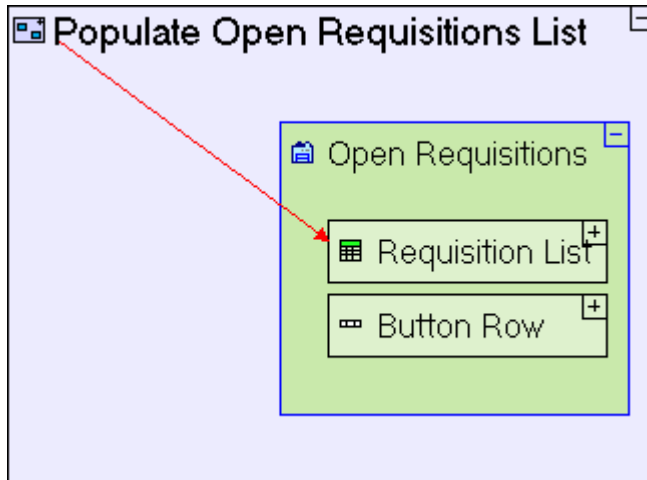 Populate Open Requisitions List
Open Requisitions
Requisition List
Button Row